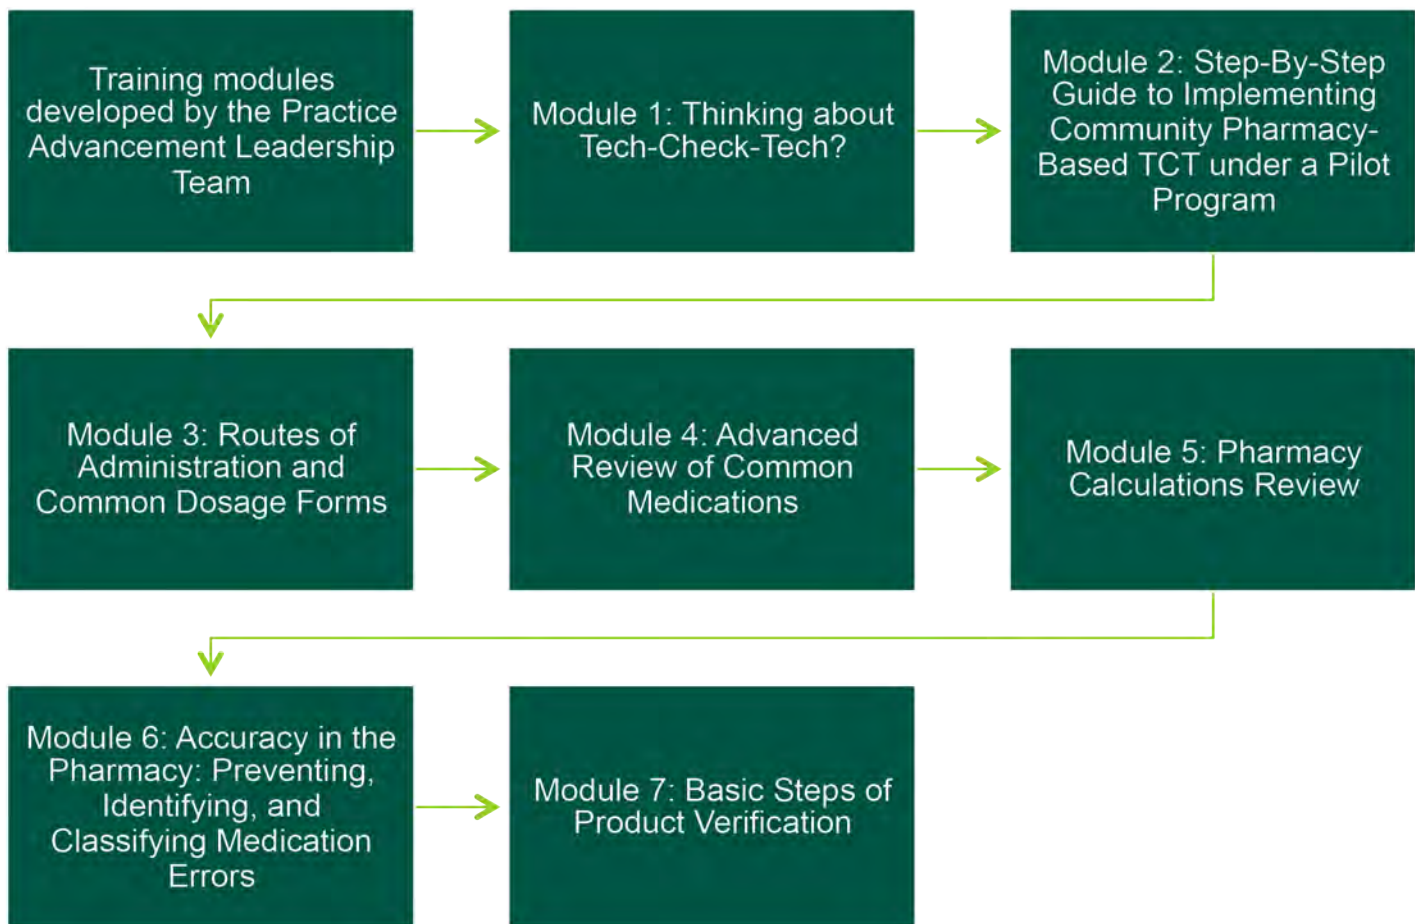 Training modules
developed by the Practice
Advancement Leadership
Team
Module 1: Thinking about
Tech-Check-Tech?
Module 2: Step-By-Step
Guide to Implementing
Community Pharmacy-
Based TCT under a Pilot
Program
Module 3: Routes of
Administration and
Common Dosage Forms
Module 4: Advanced
Review of Common
Medications
Module 5: Pharmacy
Calculations Review
Module 6: Accuracy in the
Pharmacy: Preventing,
Identifying, and
Classifying Medication
Errors
Module 7: Basic Steps of
Product Verification